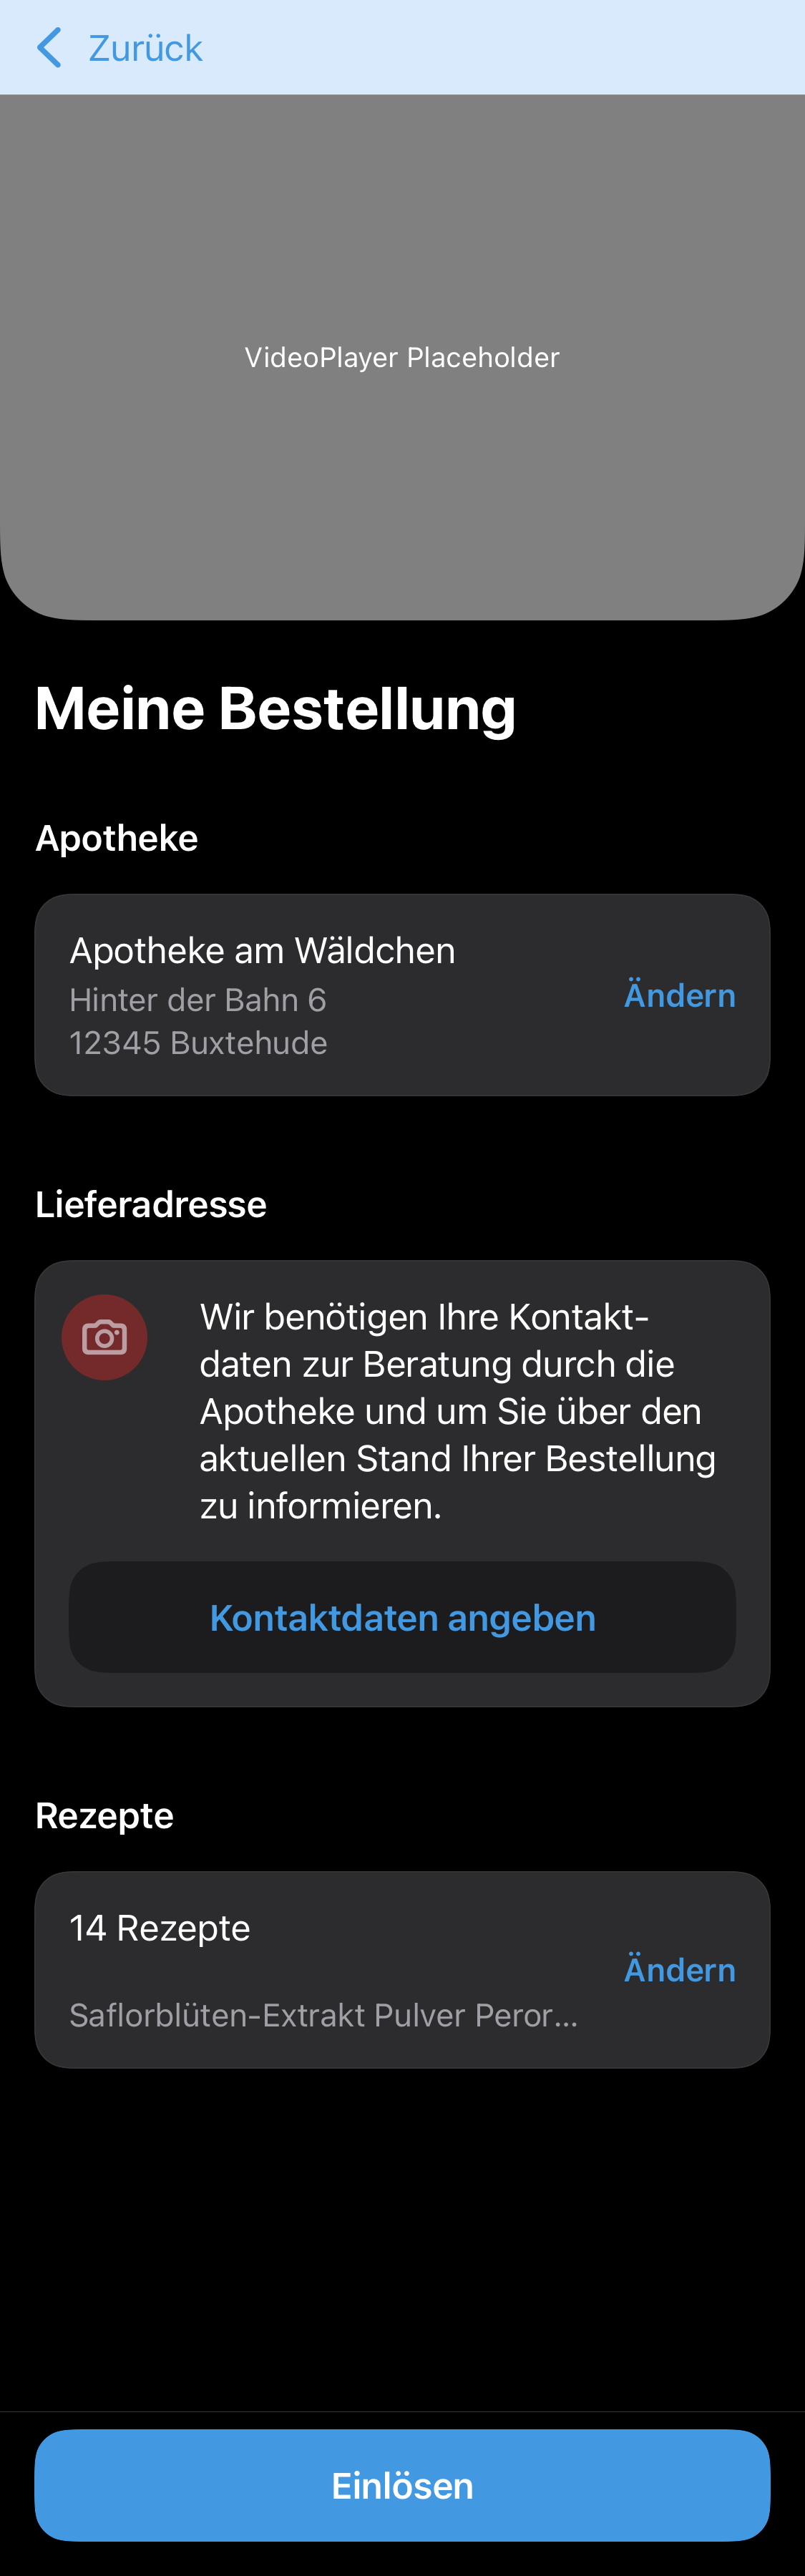 Zurück
VideoPlayer Placeholder
Meine Bestellung
Apotheke
Apotheke am Wäldchen
Hinter der Bahn 6
12345 Buxtehude
Ändern
Lieferadresse
Wir benötigen Ihre Kontakt-
daten zur Beratung durch die
Apotheke und um Sie über den
aktuellen Stand Ihrer Bestellung
zu informieren.
Kontaktdaten angeben
Rezepte
14 Rezepte
Ändern
Saflorblüten-Extrakt Pulver Peror...
Einlösen